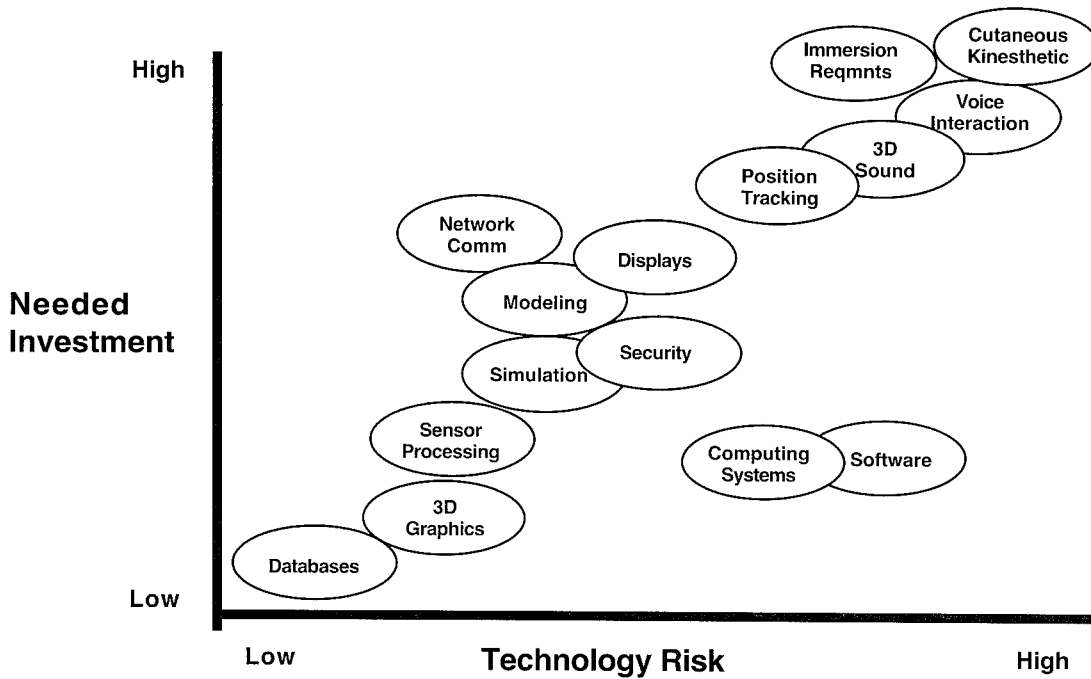 High
Immersion
Reqmnts
Cutaneous
Kinesthetic
Voice
Interaction
3D
Sound
Position
Tracking
Network
Comm
Displays
Modeling
Needed
Investment
Security
Simulation
Sensor
Processing
Computing
Systems
Software
3D
Graphics
Databases
Low
Low
Technology Risk
High